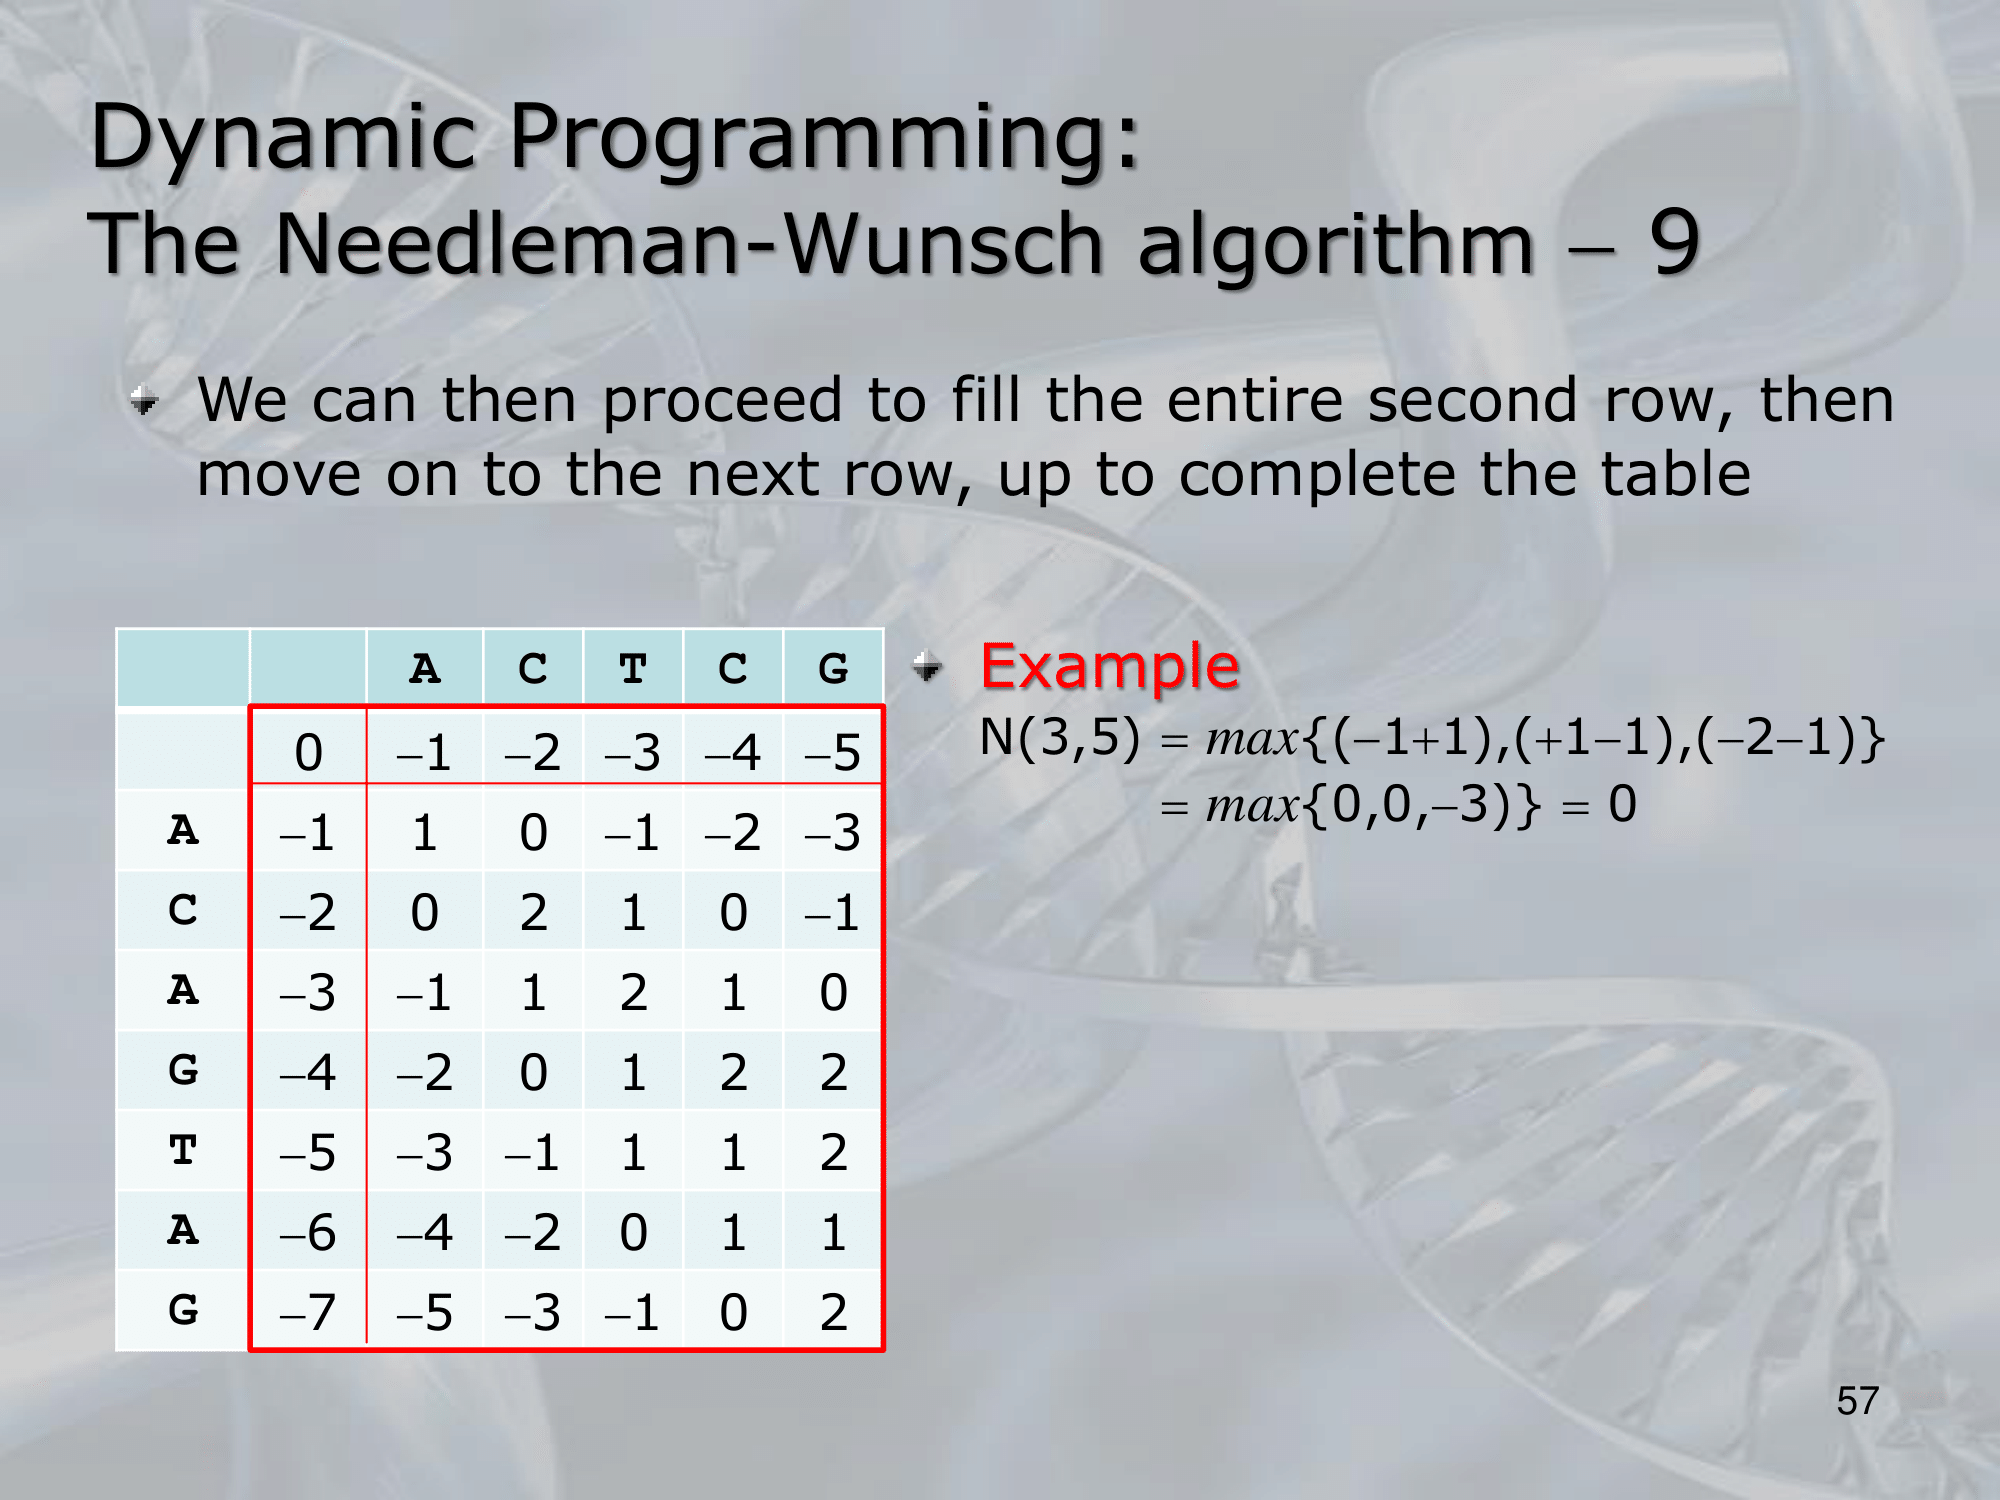 Dynamic Programming:
The Needleman-Wunsch algorithm – 9
We can then proceed to fill the entire second row, then
move on to the next row, up to complete the table
A C T C G
0 –1 –2 –3 –4 –5
A –1 1 0 –1 –2 –3
C –2 0 2 1 0 –1
A –3 –1 1 2 1 0
G –4 –2 0 1 2 2
T –5 –3 –1 1 1 2
A –6 –4 –2 0 1 1
G –7 –5 –3 –1 0 2
Example
N(3,5) = max{(–1+1),(+1–1),(–2–1)}
= max{0,0,–3)} = 0
57